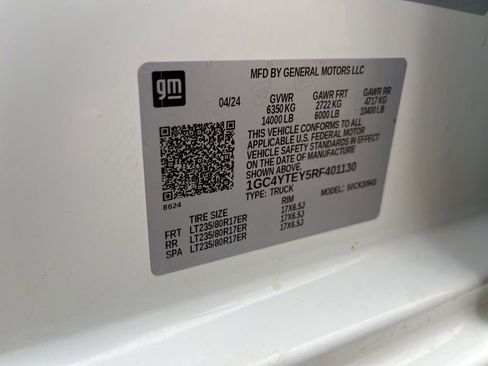 gm
MFD BY GENERAL MOTORS LLC
04/24 GVWR GAWR FRT GAWR RR
6350 KG 2722 KG 4717 KG
14000 LB 6000 LB 10400 LB
THIS VEHICLE CONFORMS TO ALL
APPLICABLE U.S. FEDERAL MOTOR
VEHICLE SAFETY STANDARDS IN EFFECT
ON THE DATE OF MANUFACTURE
SHOWN ABOVE.
1GC4YTEY5RF401130
TYPE: TRUCK MODEL:
8624
TIRE SIZE RIM
FRT LT235/80R17ER 17X6.5J
RR LT235/80R17ER 17X6.5J
SPA LT235/80R17ER 17X6.5J